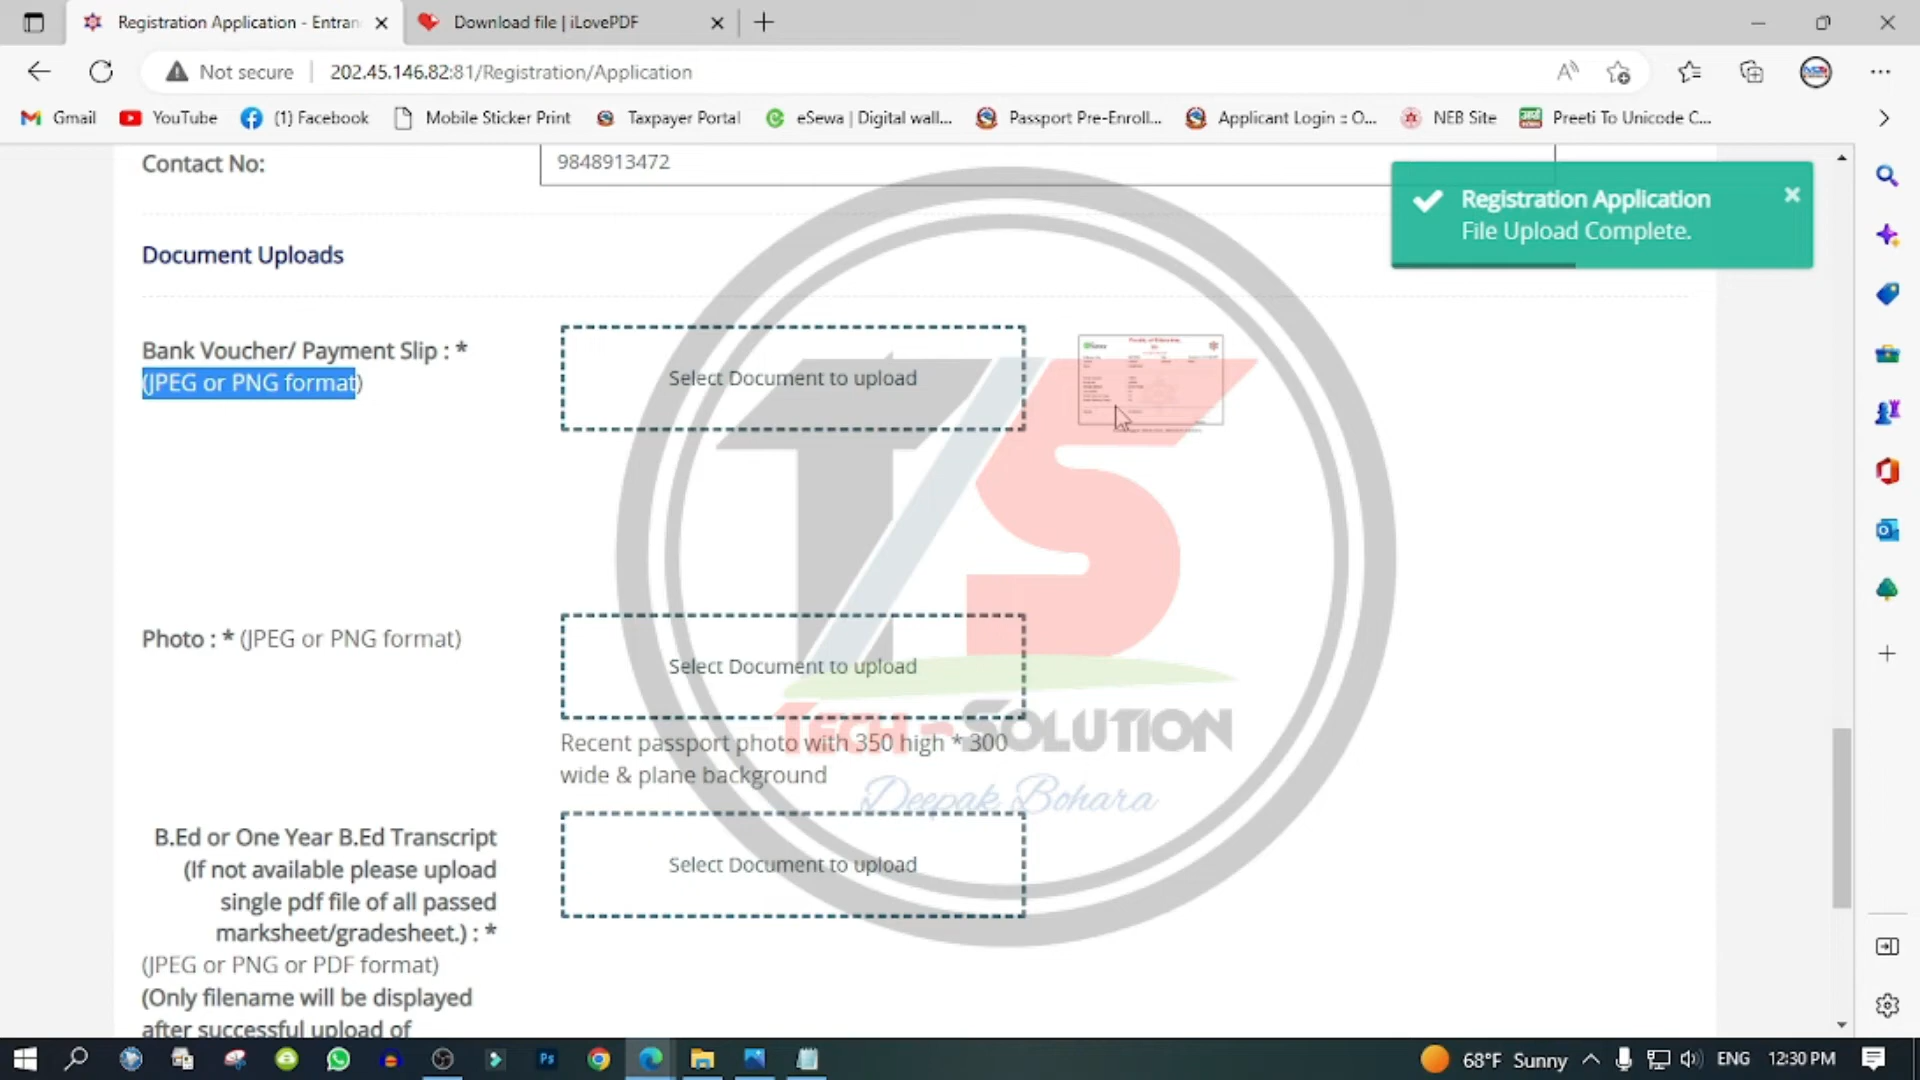 Registration Application - Entran
Download file | iLovePDF
Not secure
202.45.146.82:81/Registration/Application
Gmail
YouTube
(1) Facebook
Mobile Sticker Print
Taxpayer Portal
eSewa | Digital wall...
Passport Pre-Enroll...
Applicant Login :: O...
NEB Site
Preeti To Unicode C...
Contact No:
9848913472
Registration Application
File Upload Complete.
Document Uploads
Bank Voucher/ Payment Slip : *
(JPEG or PNG format)
Select Document to upload
Photo : * (JPEG or PNG format)
Select Document to upload
Recent passport photo with 350 high * 300
wide & plane background
TECH-SOLUTION
Deepak Bohara
B.Ed or One Year B.Ed Transcript
(If not available please upload
single pdf file of all passed
marksheet/gradesheet.) : *
(JPEG or PNG or PDF format)
(Only filename will be displayed
after successful upload of
Select Document to upload
68°F Sunny
ENG
12:30 PM